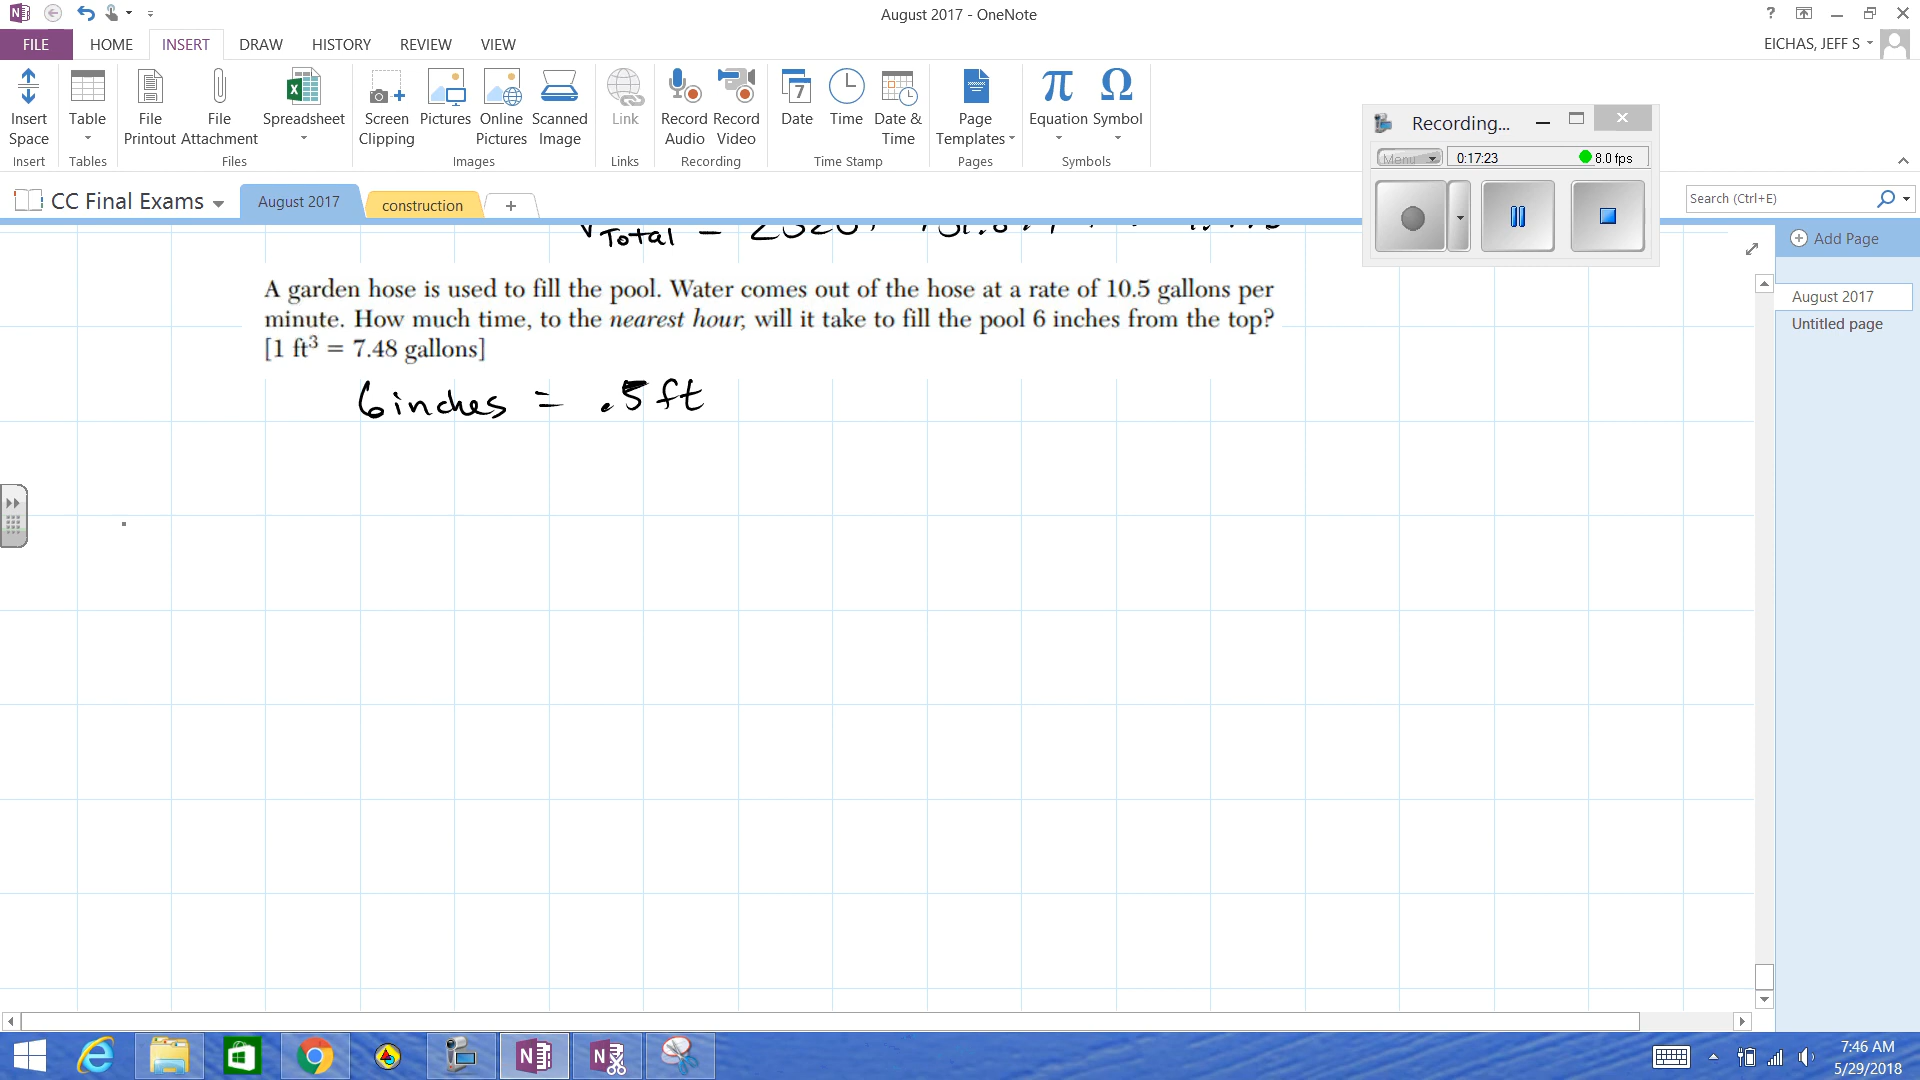 August 2017 - OneNote
FILE HOME INSERT DRAW HISTORY REVIEW VIEW
EICHAS, JEFF S
Insert Space
Table
File Printout
File Attachment
Spreadsheet
Screen Clipping
Pictures
Online Pictures
Scanned Image
Link
Record Audio
Record Video
Date
Time
Date & Time
Page Templates
π Equation
Ω Symbol
Insert Tables Files Images Links Recording Time Stamp Pages Symbols
Recording...
Menu 0:17:23 8.0 fps
CC Final Exams August 2017 construction +
Search (Ctrl+E)
Add Page
August 2017
Untitled page
Total =
A garden hose is used to fill the pool. Water comes out of the hose at a rate of 10.5 gallons per
minute. How much time, to the nearest hour, will it take to fill the pool 6 inches from the top?
[1 ft³ = 7.48 gallons]
6 inches = .5 ft
7:46 AM
5/29/2018